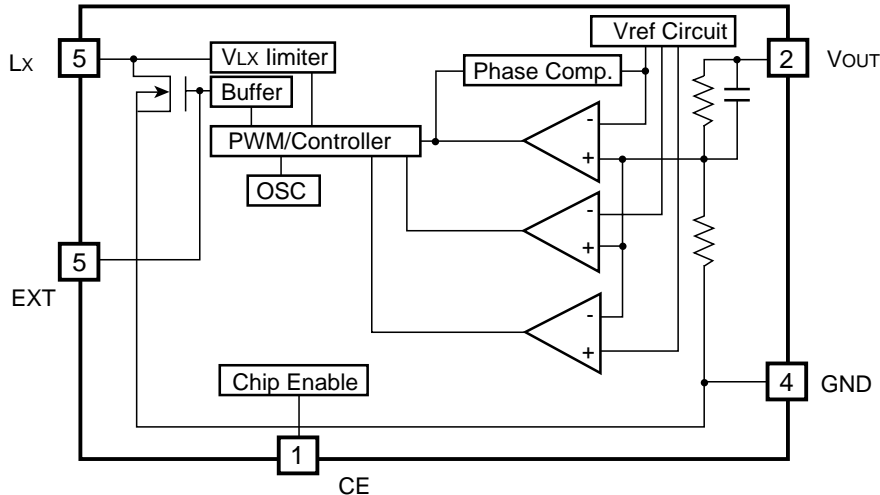 Vref Circuit
Lx 5 VLX limiter 2 VOUT
Phase Comp.
Buffer
-
PWM/Controller
+
OSC
-
+
5
EXT
-
+
Chip Enable 4 GND
1
CE